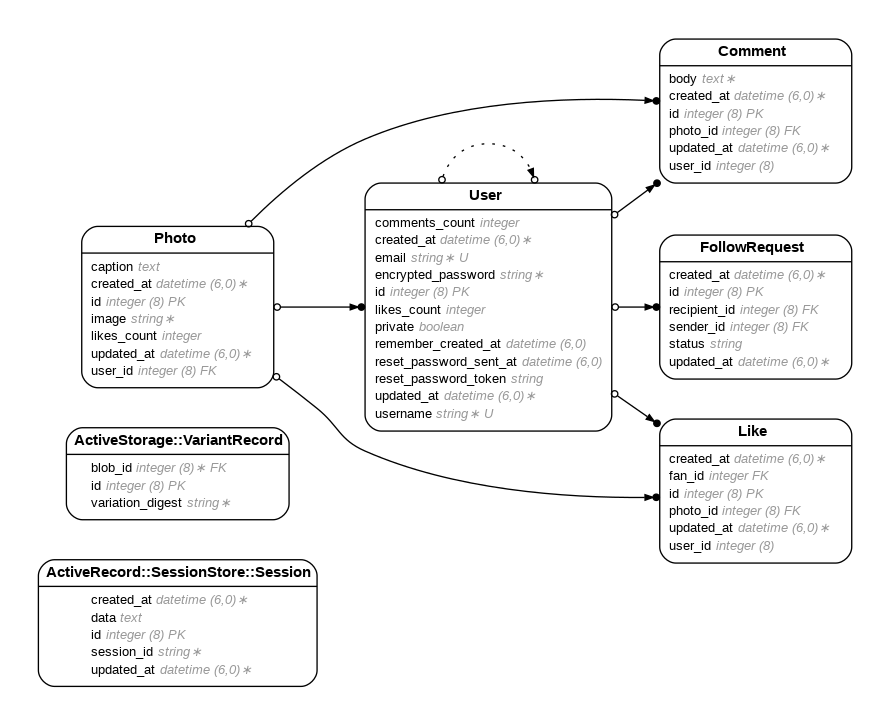 Comment
body text∗
created_at datetime (6,0)∗
id integer (8) PK
photo_id integer (8) FK
updated_at datetime (6,0)∗
user_id integer (8)
User
comments_count integer
created_at datetime (6,0)∗
email string∗ U
encrypted_password string∗
id integer (8) PK
likes_count integer
private boolean
remember_created_at datetime (6,0)
reset_password_sent_at datetime (6,0)
reset_password_token string
updated_at datetime (6,0)∗
username string∗ U
Photo
caption text
created_at datetime (6,0)∗
id integer (8) PK
image string∗
likes_count integer
updated_at datetime (6,0)∗
user_id integer (8) FK
FollowRequest
created_at datetime (6,0)∗
id integer (8) PK
recipient_id integer (8) FK
sender_id integer (8) FK
status string
updated_at datetime (6,0)∗
Like
created_at datetime (6,0)∗
fan_id integer FK
id integer (8) PK
photo_id integer (8) FK
updated_at datetime (6,0)∗
user_id integer (8)
ActiveStorage::VariantRecord
blob_id integer (8)∗ FK
id integer (8) PK
variation_digest string∗
ActiveRecord::SessionStore::Session
created_at datetime (6,0)∗
data text
id integer (8) PK
session_id string∗
updated_at datetime (6,0)∗